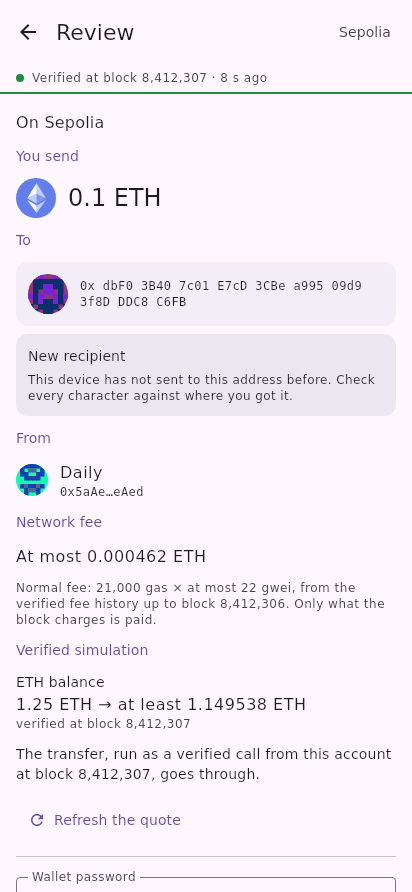 Review
Sepolia
Verified at block 8,412,307 · 8 s ago
On Sepolia
You send
0.1 ETH
To
0x dbF0 3B40 7c01 E7cD 3CBe a995 09d9
3f8D DDC8 C6FB
New recipient
This device has not sent to this address before. Check
every character against where you got it.
From
Daily
0x5aAe…eAed
Network fee
At most 0.000462 ETH
Normal fee: 21,000 gas × at most 22 gwei, from the
verified fee history up to block 8,412,306. Only what the
block charges is paid.
Verified simulation
ETH balance
1.25 ETH → at least 1.149538 ETH
verified at block 8,412,307
The transfer, run as a verified call from this account
at block 8,412,307, goes through.
Refresh the quote
Wallet password